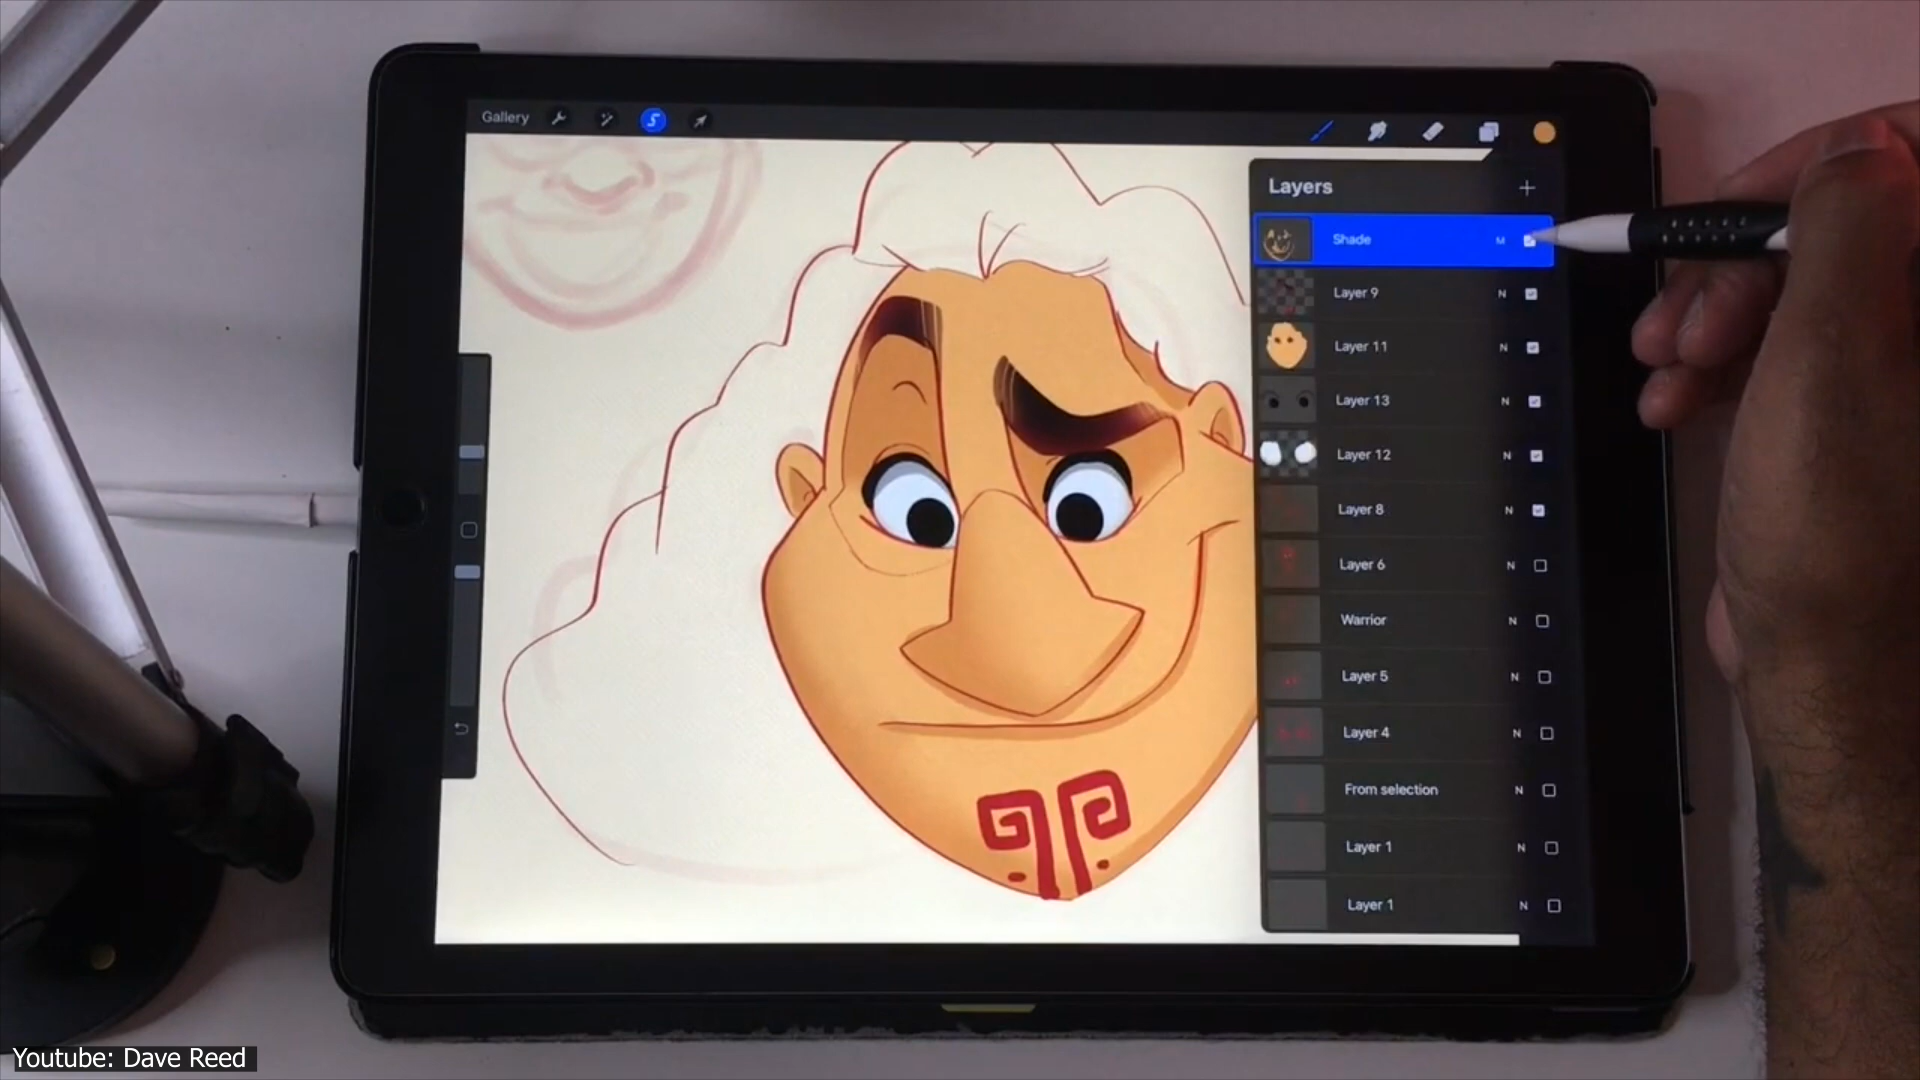 Gallery
Layers
Shade M
Layer 9 N
Layer 11 N
Layer 13 N
Layer 12 N
Layer 8 N
Layer 6 N
Warrior N
Layer 5 N
Layer 4 N
From selection N
Layer 1 N
Layer 1 N
Youtube: Dave Reed